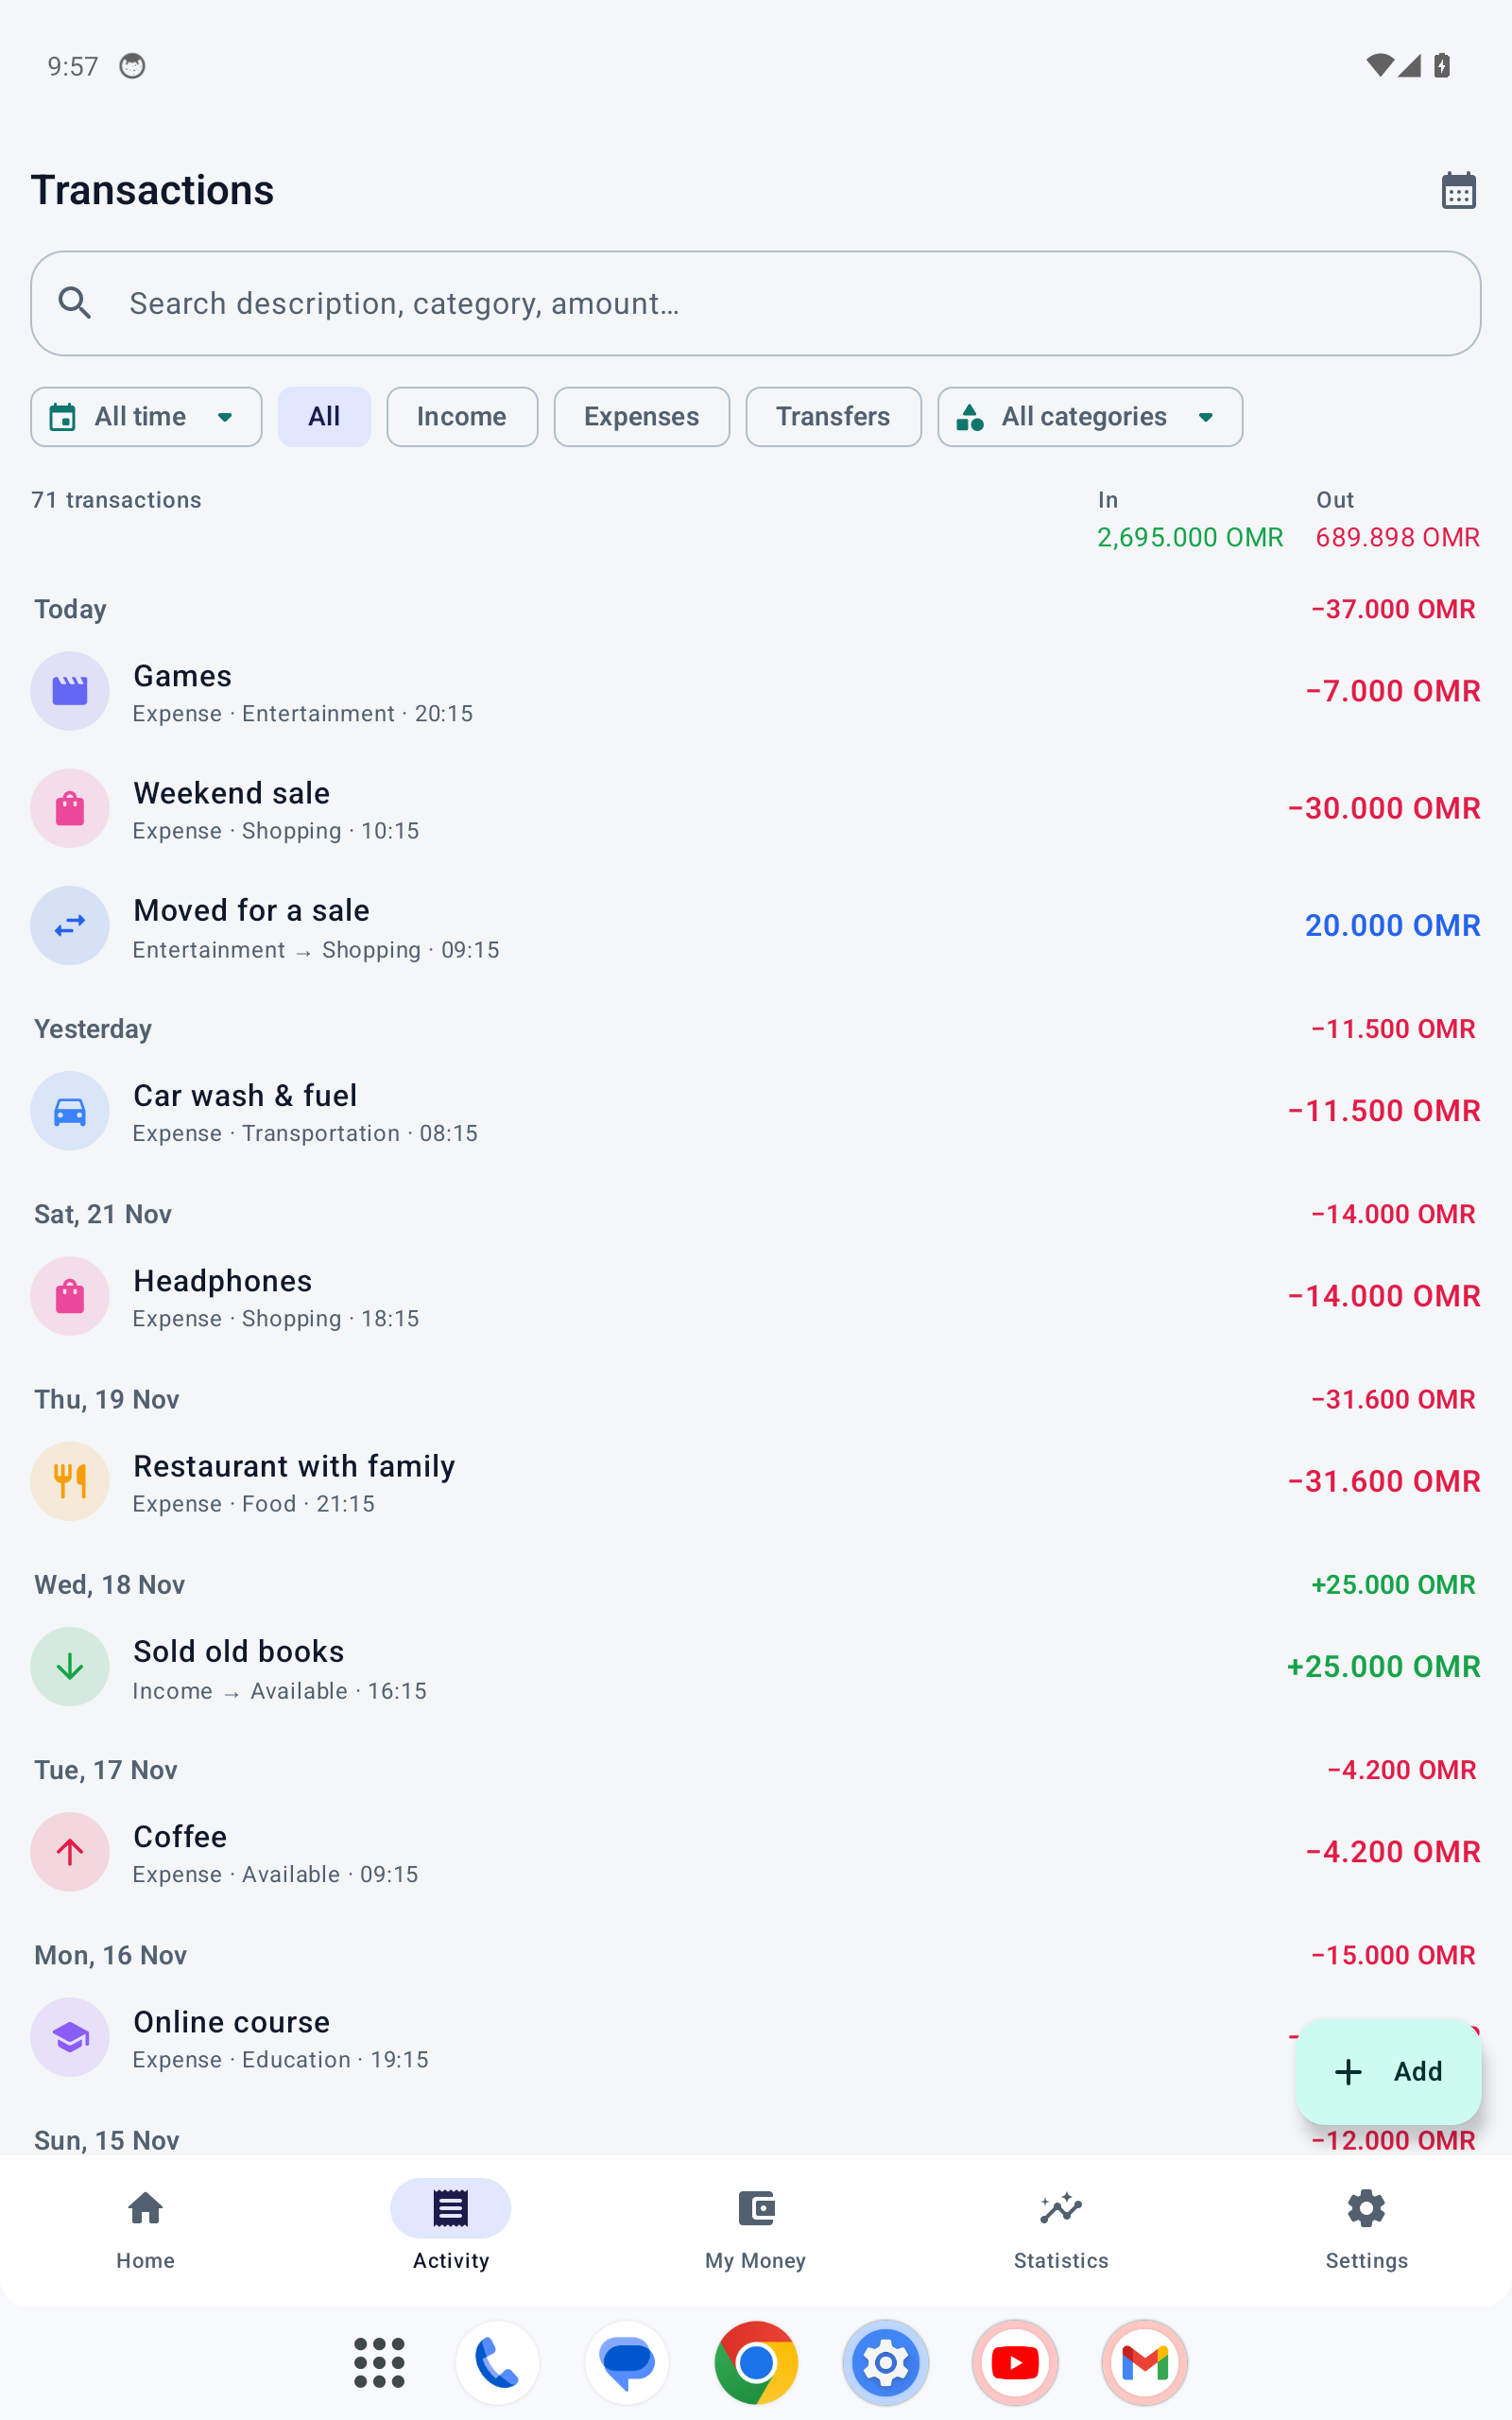 9:57
Transactions
Search description, category, amount…
All time
All
Income
Expenses
Transfers
All categories
71 transactions
In
Out
2,695.000 OMR
689.898 OMR
Today
−37.000 OMR
Games
Expense · Entertainment · 20:15
−7.000 OMR
Weekend sale
Expense · Shopping · 10:15
−30.000 OMR
Moved for a sale
Entertainment → Shopping · 09:15
20.000 OMR
Yesterday
−11.500 OMR
Car wash & fuel
Expense · Transportation · 08:15
−11.500 OMR
Sat, 21 Nov
−14.000 OMR
Headphones
Expense · Shopping · 18:15
−14.000 OMR
Thu, 19 Nov
−31.600 OMR
Restaurant with family
Expense · Food · 21:15
−31.600 OMR
Wed, 18 Nov
+25.000 OMR
Sold old books
Income → Available · 16:15
+25.000 OMR
Tue, 17 Nov
−4.200 OMR
Coffee
Expense · Available · 09:15
−4.200 OMR
Mon, 16 Nov
−15.000 OMR
Online course
Expense · Education · 19:15
Add
Sun, 15 Nov
−12.000 OMR
Home
Activity
My Money
Statistics
Settings